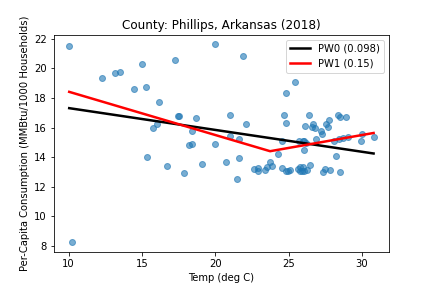 County: Phillips, Arkansas (2018)
Per-Capita Consumption (MMBtu/1000 Households)
22
20
18
16
14
12
10
8
PW0 (0.098)
PW1 (0.15)
10
15
20
25
30
Temp (deg C)